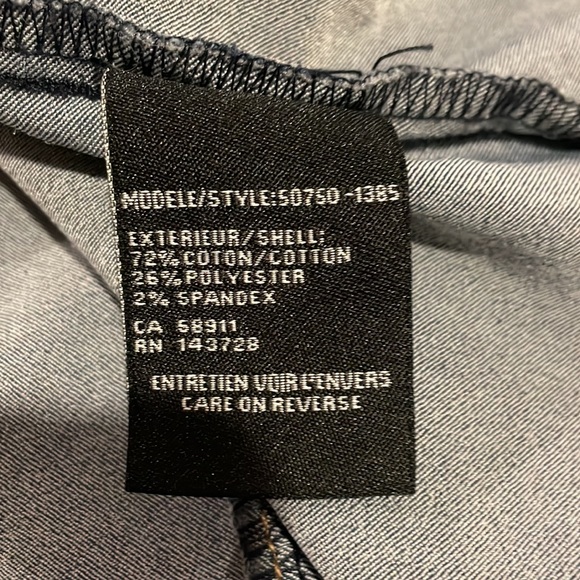 MODELE/STYLE:50760-1385
EXTERIEUR/SHELL:
72% COTON/COTTON
26% POLYESTER
2% SPANDEX
CA 58911
RN 143728
ENTRETIEN VOIR L'ENVERS
CARE ON REVERSE